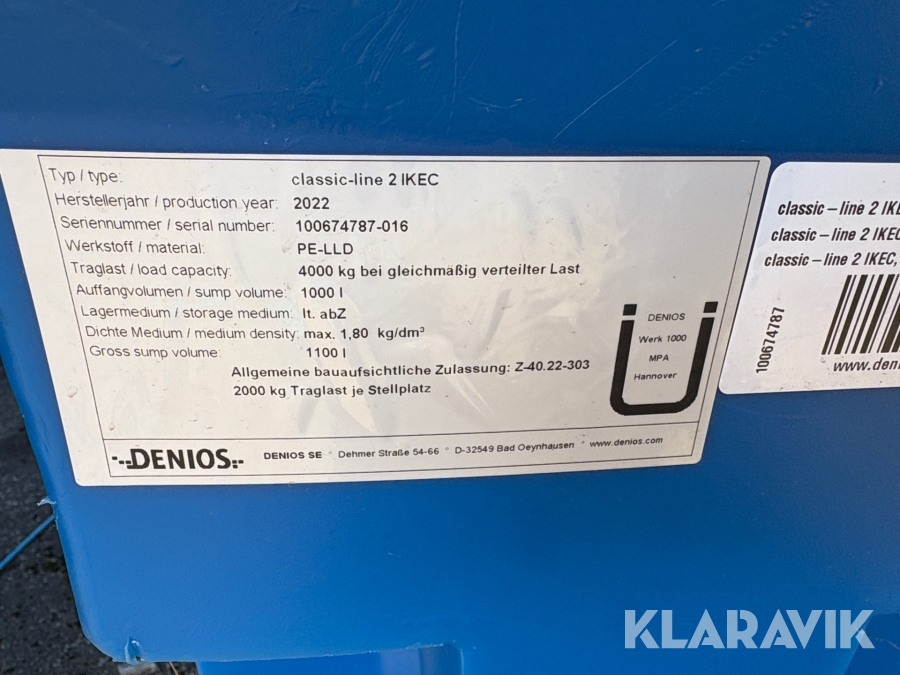 Typ / type: classic-line 2 IKEC
Herstellerjahr / production year: 2022
Seriennummer / serial number: 100674787-016
Werkstoff / material: PE-LLD
Traglast / load capacity: 4000 kg bei gleichmäßig verteilter Last
Auffangvolumen / sump volume: 1000 l
Lagermedium / storage medium: lt. abZ
Dichte Medium / medium density: max. 1,80 kg/dm³
Gross sump volume: 1100 l
Allgemeine bauaufsichtliche Zulassung: Z-40.22-303
2000 kg Traglast je Stellplatz
DENIOS
Werk 1000
MPA
Hannover
DENIOS
DENIOS SE ° Dehmer Straße 54-66 ° D-32549 Bad Oeynhausen ° www.denios.com
classic – line 2 IKE
classic – line 2 IKEC
classic – line 2 IKEC,
100674787
www.deni
KLARAVIK